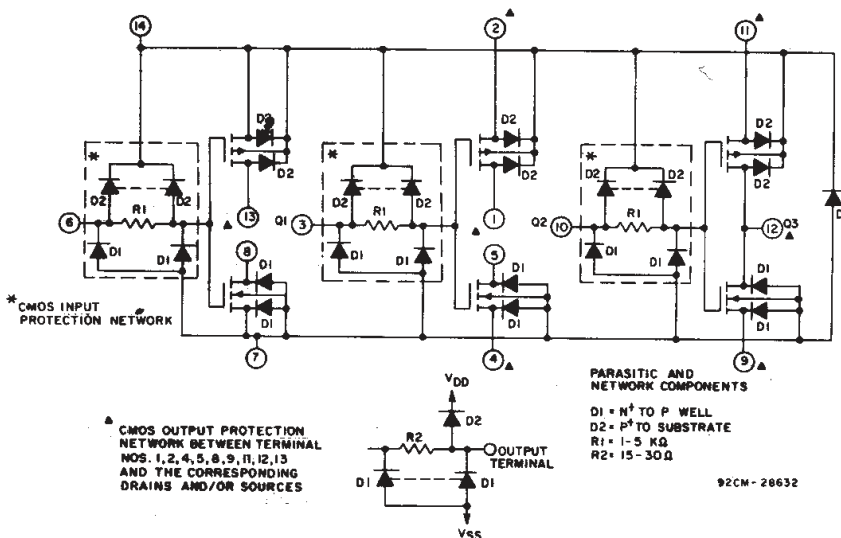 14
2 ▲
11 ▲
D2
D2
D2
D2
D2
D2
*
*
*
D2
D2
D2
D2
D2
D2
6
R1
13
Q1
3
R1
1
Q2
10
R1
12
Q3
▲
▲
▲
D
D1
D1
8
D1
D1
D1
D1
5
D1
D1
D1
D1
D1
D1
7
4 ▲
9 ▲
* CMOS INPUT
PROTECTION NETWORK
▲ CMOS OUTPUT PROTECTION
NETWORK BETWEEN TERMINAL
NOS. 1,2,4,5,8,9,11,12,13
AND THE CORRESPONDING
DRAINS AND/OR SOURCES
VDD
D2
R2
OUTPUT
TERMINAL
D1
D1
VSS
PARASITIC AND
NETWORK COMPONENTS
D1 = N+ TO P WELL
D2 = P+ TO SUBSTRATE
R1 = 1-5 KΩ
R2 = 15-30Ω
92CM-28632